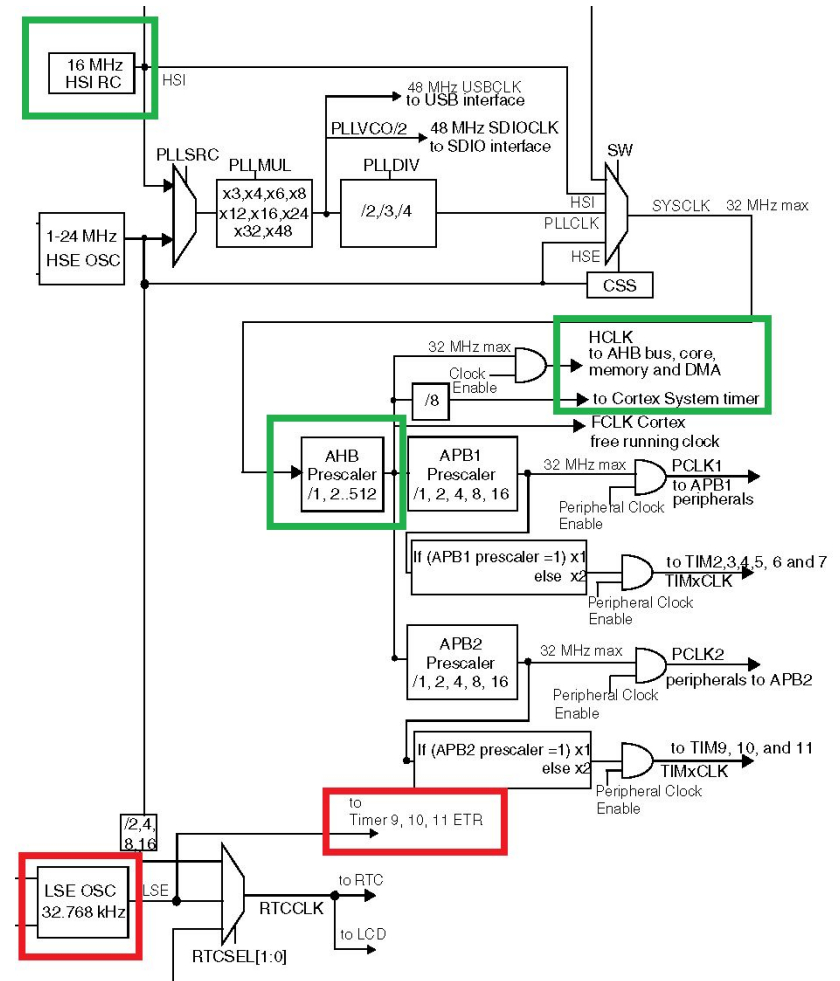 16 MHz
HSI RC
HSI
48 MHz USBCLK
to USB interface
PLLVCO/2
48 MHz SDIOCLK
to SDIO interface
PLLSRC
PLLMUL
PLLDIV
SW
x3,x4,x6,x8
x12,x16,x24
x32,x48
/2,/3,/4
HSI
SYSCLK
32 MHz max
PLLCLK
1-24 MHz
HSE OSC
HSE
CSS
32 MHz max
HCLK
to AHB bus, core,
memory and DMA
Clock
Enable
/8
to Cortex System timer
FCLK Cortex
free running clock
AHB
Prescaler
/1, 2..512
APB1
Prescaler
/1, 2, 4, 8, 16
32 MHz max
PCLK1
to APB1
peripherals
Peripheral Clock
Enable
If (APB1 prescaler =1) x1
else x2
to TIM2,3,4,5, 6 and 7
TIMxCLK
Peripheral Clock
Enable
APB2
Prescaler
/1, 2, 4, 8, 16
32 MHz max
PCLK2
peripherals to APB2
Peripheral Clock
Enable
If (APB2 prescaler =1) x1
else x2
to TIM9, 10, and 11
TIMxCLK
Peripheral Clock
Enable
to
Timer 9, 10, 11 ETR
/2,4,
8,16
LSE OSC
32.768 kHz
LSE
RTCCLK
to RTC
to LCD
RTCSEL[1:0]